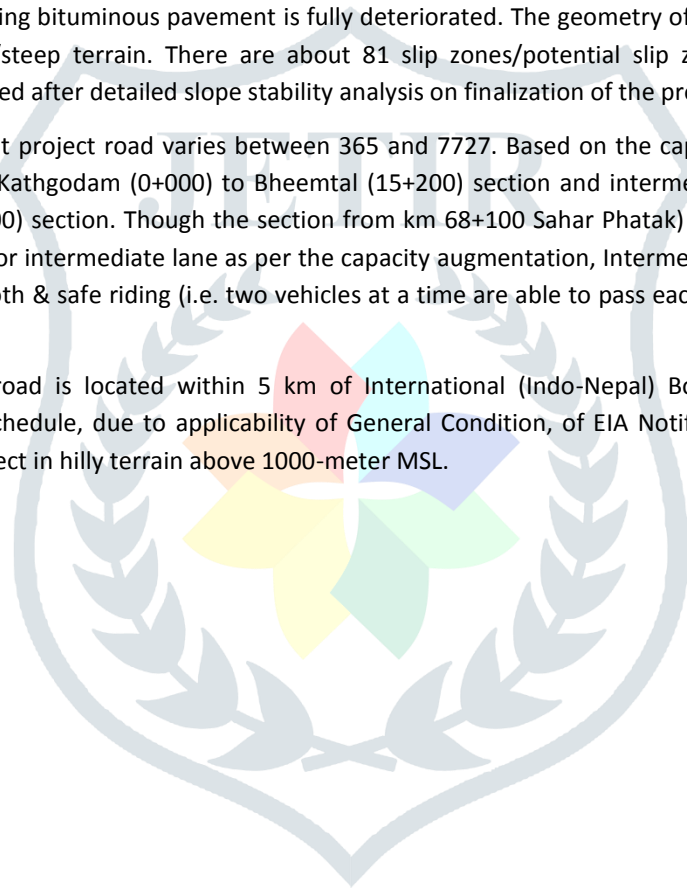 ing bituminous pavement is fully deteriorated. The geometry of
/steep terrain. There are about 81 slip zones/potential slip z
ed after detailed slope stability analysis on finalization of the pr
t project road varies between 365 and 7727. Based on the cap
Kathgodam (0+000) to Bheemtal (15+200) section and interme
00) section. Though the section from km 68+100 Sahar Phatak)
or intermediate lane as per the capacity augmentation, Interme
oth & safe riding (i.e. two vehicles at a time are able to pass eac
road is located within 5 km of International (Indo-Nepal) Bo
chedule, due to applicability of General Condition, of EIA Notif
ect in hilly terrain above 1000-meter MSL.
JETIR